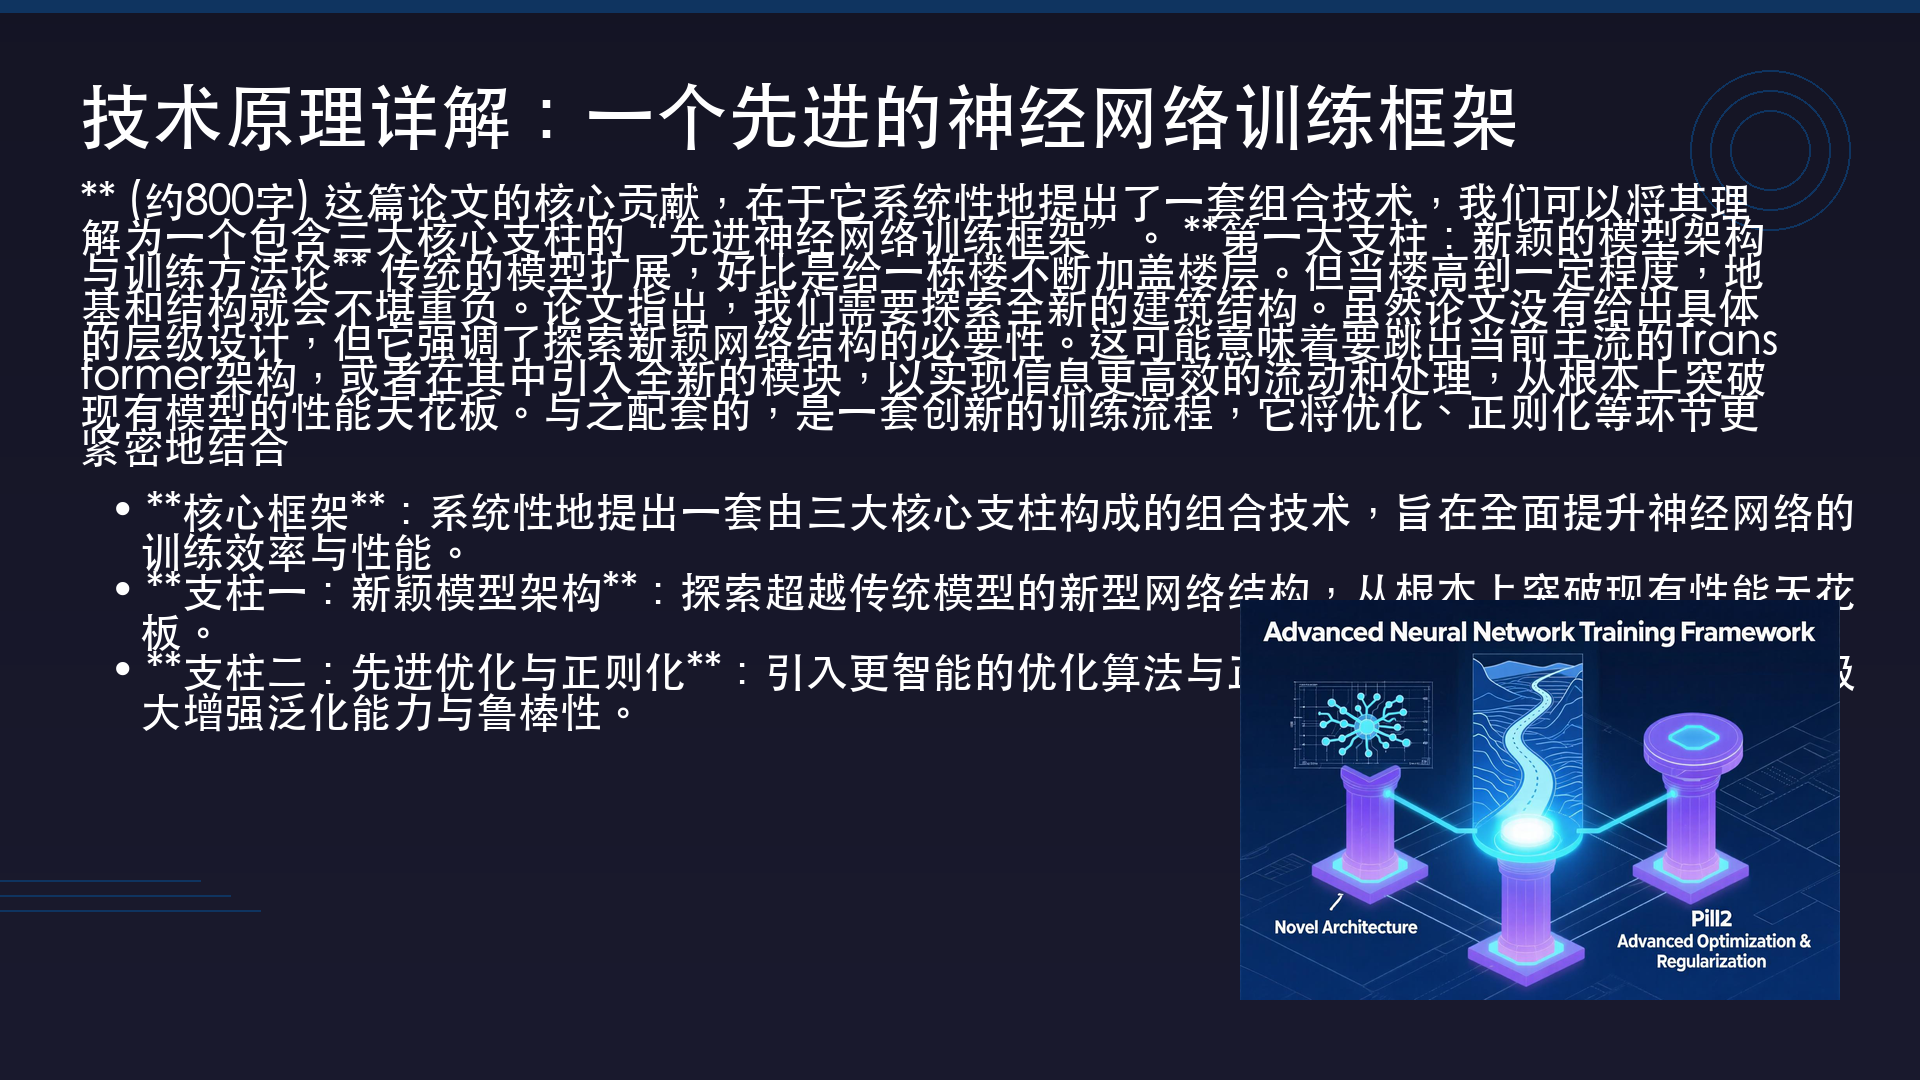 技术原理详解：一个先进的神经网络训练框架
** (约800字) 这篇论文的核心贡献，在于它系统性地提出了一套组合技术，我们可以将其理
解为一个包含三大核心支柱的“先进神经网络训练框架”。 **第一大支柱：新颖的模型架构
与训练方法论** 传统的模型扩展，好比是给一栋楼不断加盖楼层。但当楼高到一定程度，地
基和结构就会不堪重负。论文指出，我们需要探索全新的建筑结构。虽然论文没有给出具体
的层级设计，但它强调了探索新颖网络结构的必要性。这可能意味着要跳出当前主流的Trans
former架构，或者在其中引入全新的模块，以实现信息更高效的流动和处理，从根本上突破
现有模型的性能天花板。与之配套的，是一套创新的训练流程，它将优化、正则化等环节更
紧密地结合
• **核心框架**：系统性地提出一套由三大核心支柱构成的组合技术，旨在全面提升神经网络的
训练效率与性能。
• **支柱一：新颖模型架构**：探索超越传统模型的新型网络结构，从根本上突破现有性能天花
板。
• **支柱二：先进优化与正则化**：引入更智能的优化算法与
大增强泛化能力与鲁棒性。
Advanced Neural Network Training Framework
Novel Architecture
Pill2
Advanced Optimization &
Regularization